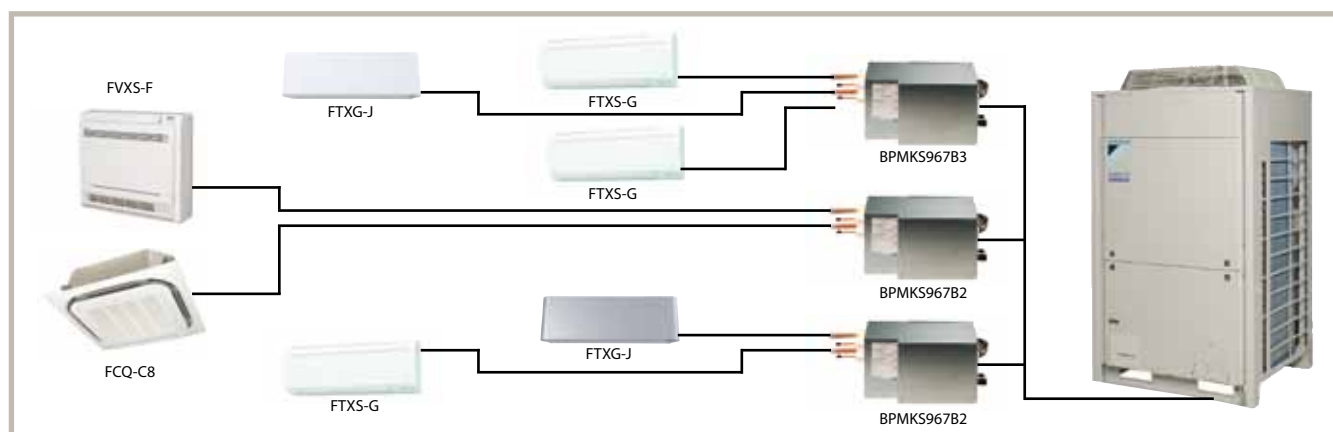 FVXS-F
FTXG-J
FTXS-G
FTXS-G
BPMKS967B3
BPMKS967B2
FCQ-C8
FTXG-J
FTXS-G
BPMKS967B2